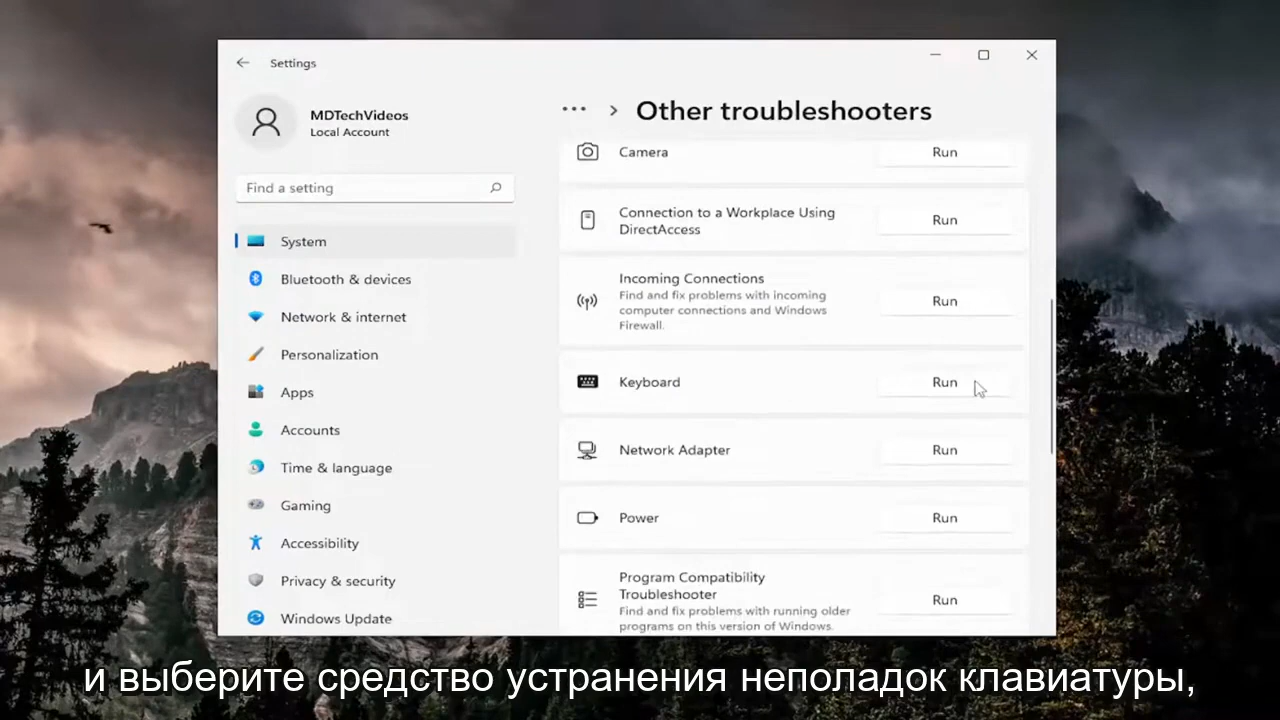 Settings
MDTechVideos
Local Account
Find a setting
System
Bluetooth & devices
Network & internet
Personalization
Apps
Accounts
Time & language
Gaming
Accessibility
Privacy & security
Windows Update
... > Other troubleshooters
Camera
Run
Connection to a Workplace Using
DirectAccess
Run
Incoming Connections
Find and fix problems with incoming
computer connections and Windows
Firewall.
Run
Keyboard
Run
Network Adapter
Run
Power
Run
Program Compatibility
Troubleshooter
Find and fix problems with running older
programs on this version of Windows.
Run
и выберите средство устранения неполадок клавиатуры,